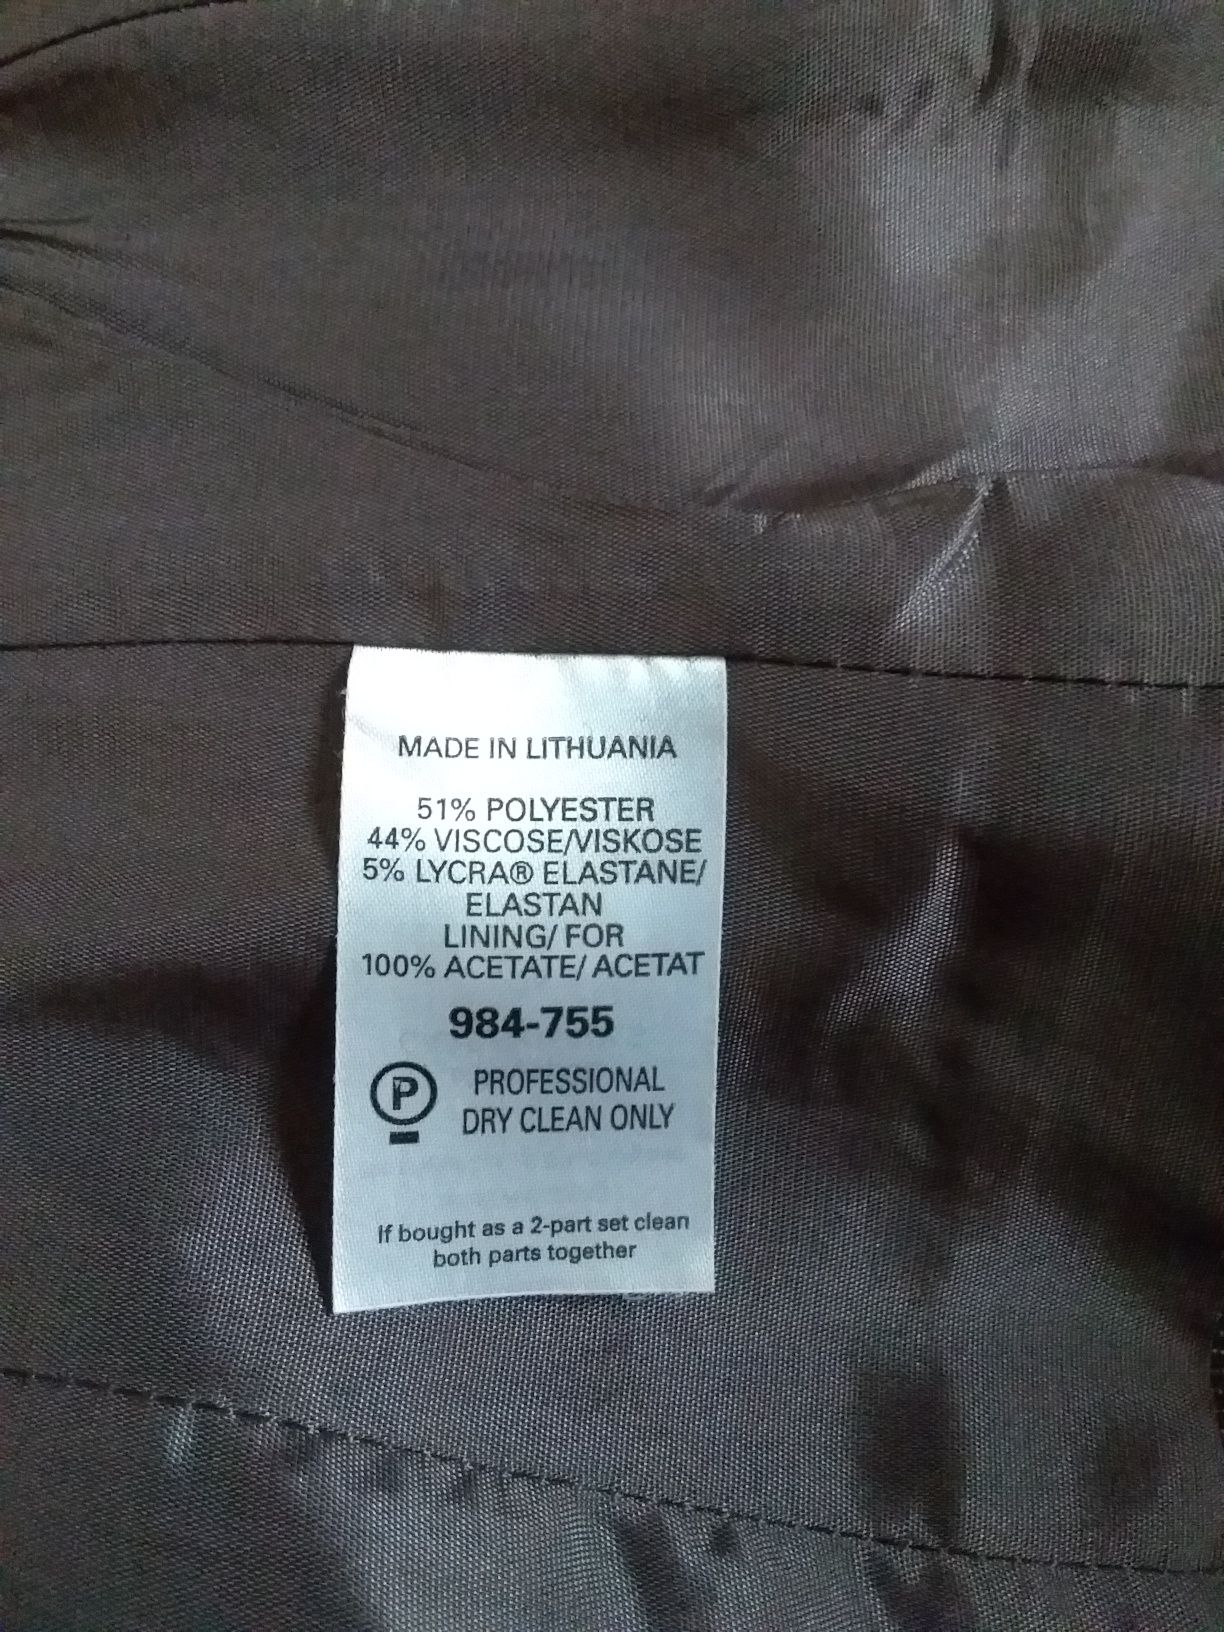 MADE IN LITHUANIA
51% POLYESTER
44% VISCOSE/VISKOSE
5% LYCRA® ELASTANE/
ELASTAN
LINING/ FOR
100% ACETATE/ ACETAT
984-755
P
PROFESSIONAL
DRY CLEAN ONLY
If bought as a 2-part set clean
both parts together